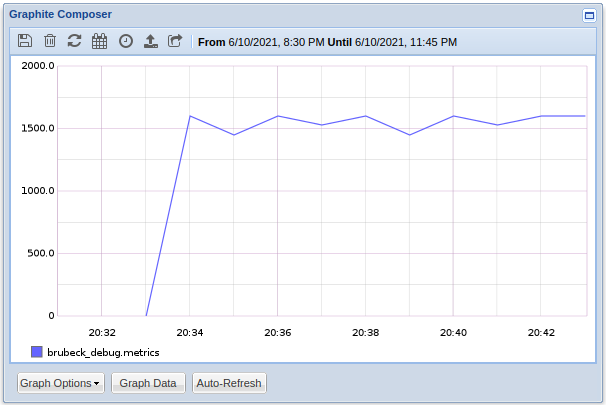 Graphite Composer
From 6/10/2021, 8:30 PM Until 6/10/2021, 11:45 PM
2000.0
1500.0
1000.0
500.0
0
20:32 20:34 20:36 20:38 20:40 20:42
brubeck_debug.metrics
Graph Options Graph Data Auto-Refresh